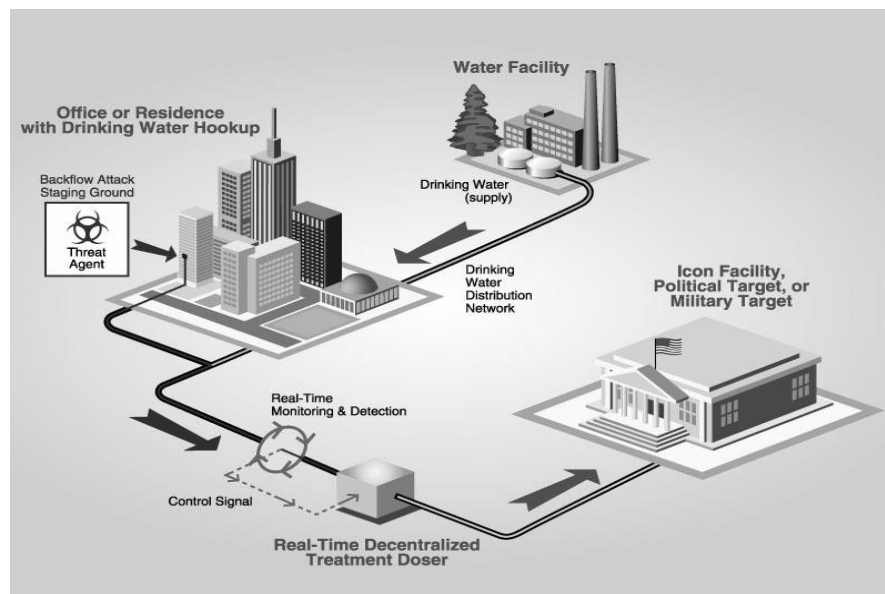 Water Facility
Office or Residence
with Drinking Water Hookup
Backflow Attack
Staging Ground
Threat
Agent
Drinking Water
(supply)
Drinking
Water
Distribution
Network
Icon Facility,
Political Target, or
Military Target
Real-Time
Monitoring & Detection
Control Signal
Real-Time Decentralized
Treatment Doser